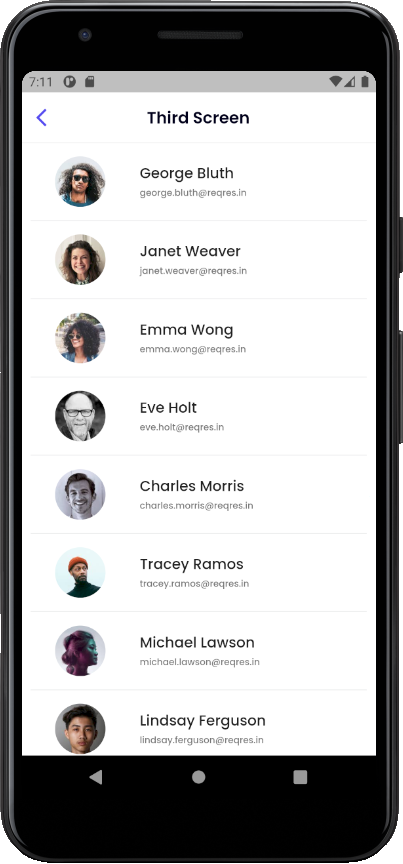 7:11
Third Screen
George Bluth
george.bluth@reqres.in
Janet Weaver
janet.weaver@reqres.in
Emma Wong
emma.wong@reqres.in
Eve Holt
eve.holt@reqres.in
Charles Morris
charles.morris@reqres.in
Tracey Ramos
tracey.ramos@reqres.in
Michael Lawson
michael.lawson@reqres.in
Lindsay Ferguson
lindsay.ferguson@reqres.in